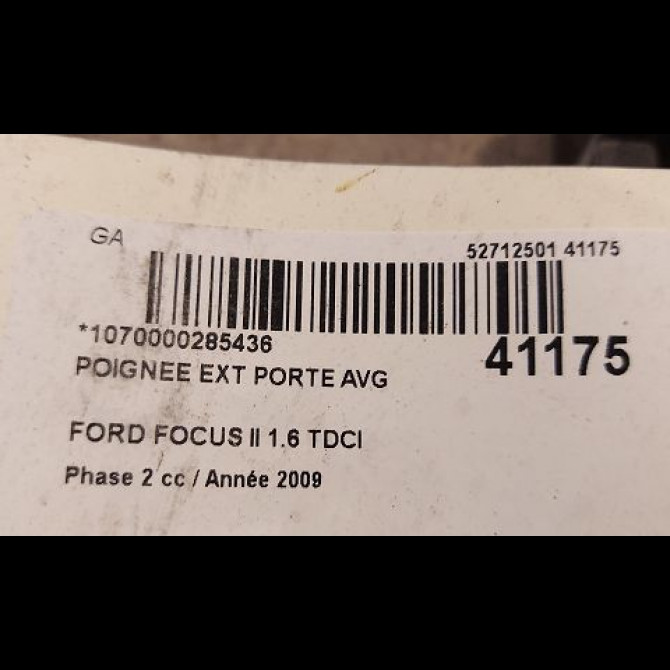 GA
52712501 41175
*1070000285436
41175
POIGNEE EXT PORTE AVG
FORD FOCUS II 1.6 TDCI
Phase 2 cc / Année 2009